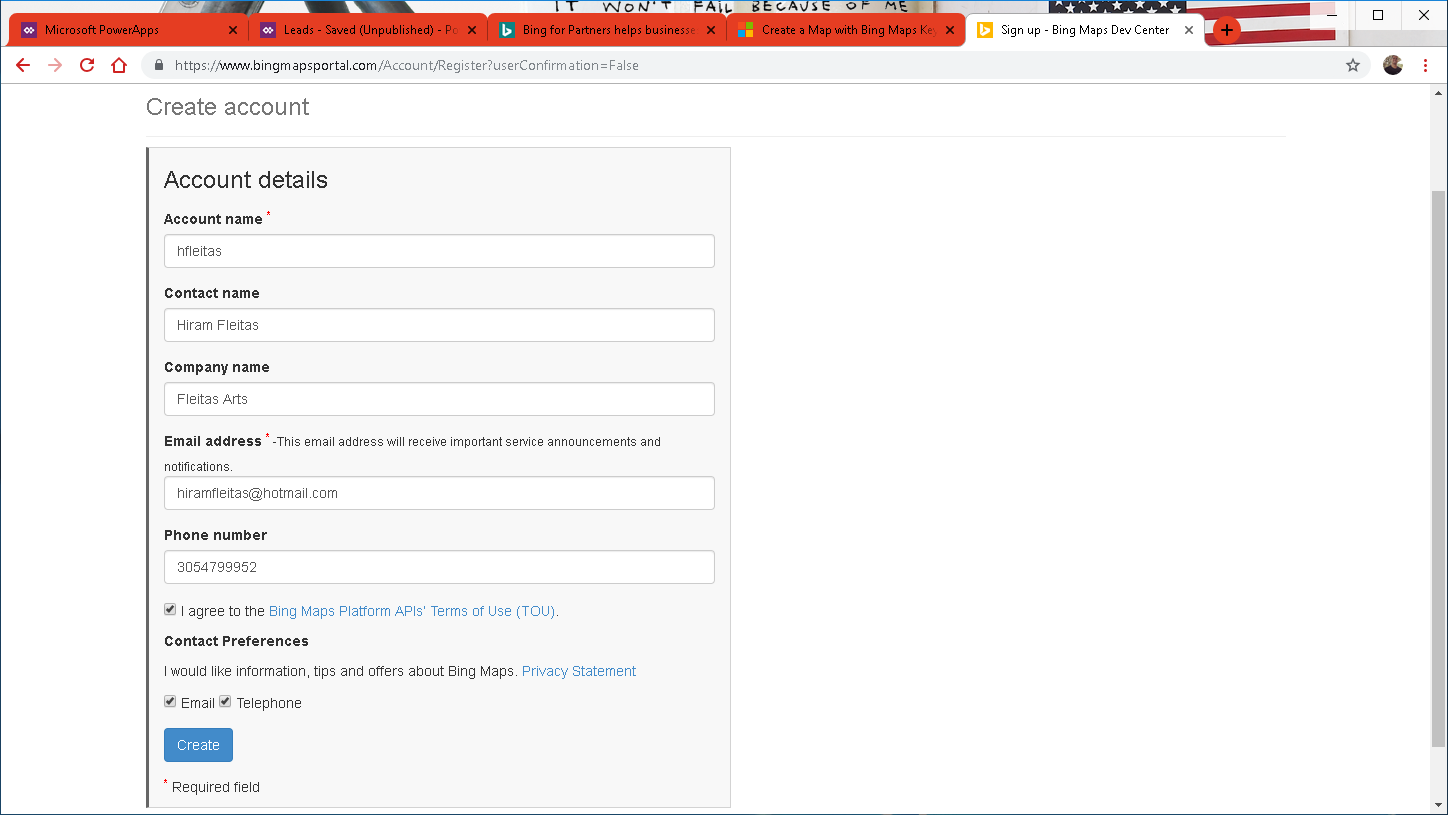 IT WON'T FAIL BECAUSE OF ME
Microsoft PowerApps
Leads - Saved (Unpublished) - Po
Bing for Partners helps businesse
Create a Map with Bing Maps Key
Sign up - Bing Maps Dev Center
https://www.bingmapsportal.com/Account/Register?userConfirmation=False
Create account
Account details
Account name *
hfleitas
Contact name
Hiram Fleitas
Company name
Fleitas Arts
Email address * -This email address will receive important service announcements and
notifications.
hiramfleitas@hotmail.com
Phone number
3054799952
I agree to the Bing Maps Platform APIs' Terms of Use (TOU).
Contact Preferences
I would like information, tips and offers about Bing Maps. Privacy Statement
Email Telephone
Create
* Required field